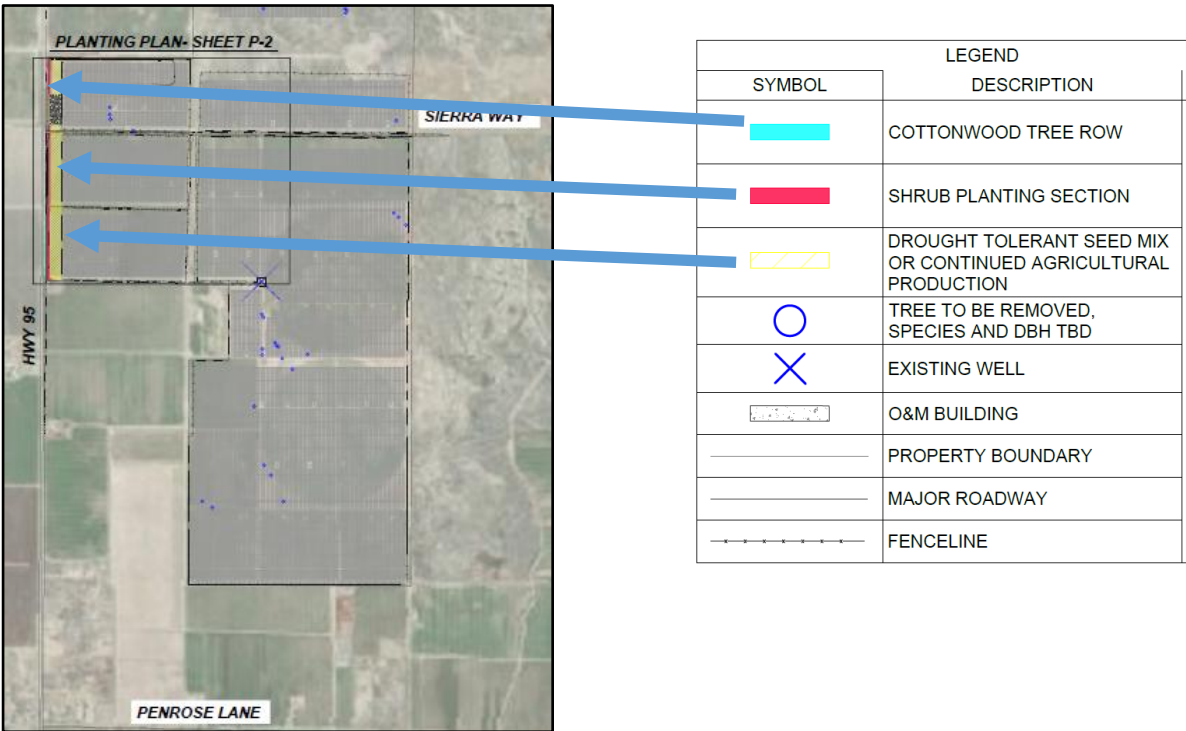 PLANTING PLAN- SHEET P-2
SIERRA WAY
HWY 95
PENROSE LANE
LEGEND
SYMBOL DESCRIPTION
COTTONWOOD TREE ROW
SHRUB PLANTING SECTION
DROUGHT TOLERANT SEED MIX
OR CONTINUED AGRICULTURAL
PRODUCTION
TREE TO BE REMOVED,
SPECIES AND DBH TBD
EXISTING WELL
O&M BUILDING
PROPERTY BOUNDARY
MAJOR ROADWAY
FENCELINE